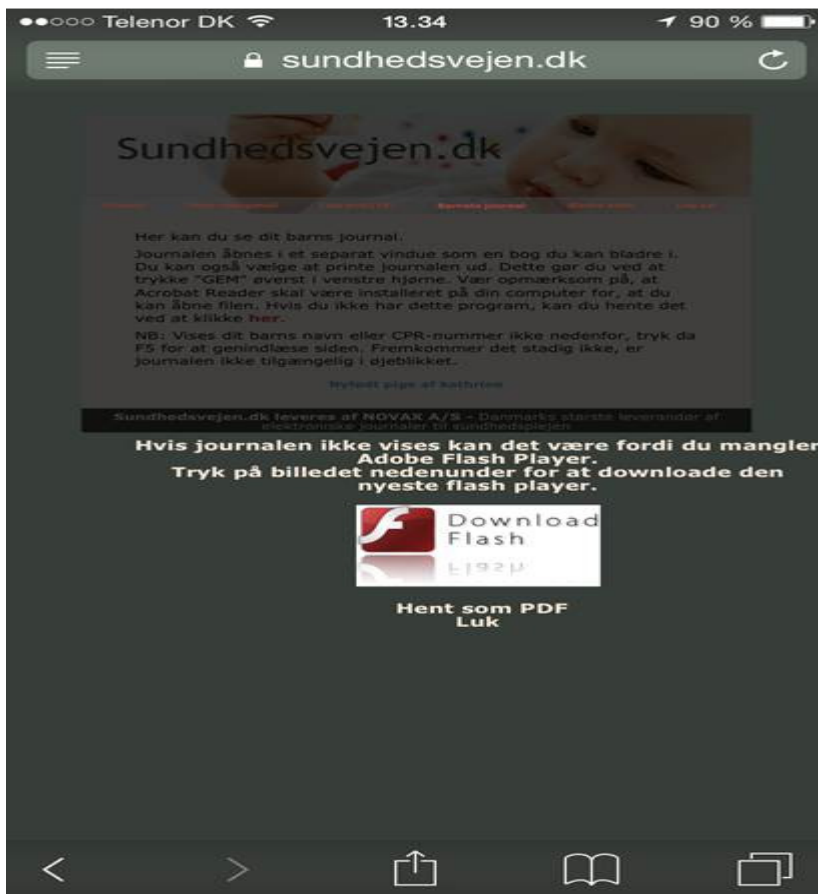 Telenor DK 13.34 90 %
sundhedsvejen.dk
Sundhedsvejen.dk
Barnets journal
Her kan du se dit barns journal.
Journalen åbnes i et separat vindue som en bog du kan bladre i.
Du kan også vælge at printe journalen ud. Dette gør du ved at
trykke "GEM" øverst i venstre hjørne. Vær opmærksom på, at
Acrobat Reader skal være installeret på din computer for, at du
kan åbne filen. Hvis du ikke har dette program, kan du hente det
ved at klikke her.
NB: Vises dit barns navn eller CPR-nummer ikke nedenfor, tryk da
F5 for at genindlæse siden. Fremkommer det stadig ikke, er
journalen ikke tilgængelig i øjeblikket.
Nyfødt pige af kathrine
Sundhedsvejen.dk leveres af NOVAX A/S - Danmarks største leverandør af
elektroniske journaler til sundhedsplejen
Hvis journalen ikke vises kan det være fordi du mangler
Adobe Flash Player.
Tryk på billedet nedenunder for at downloade den
nyeste flash player.
Download
Flash
Hent som PDF
Luk